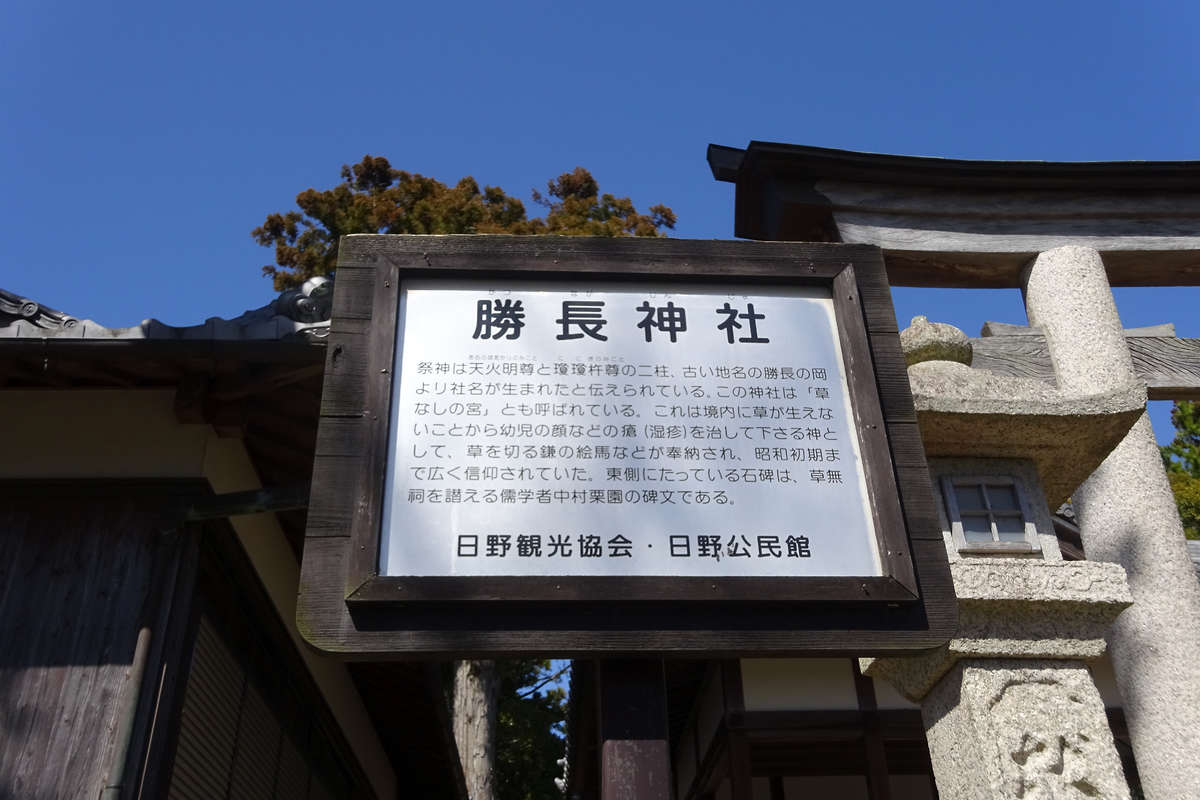 勝長神社
祭神は天火明尊と瓊瓊杵尊の二柱、古い地名の勝長の岡
より社名が生まれたと伝えられている。この神社は「草
なしの宮」とも呼ばれている。これは境内に草が生えな
いことから幼児の顔などの瘡(湿疹)を治して下さる神と
して、草を切る鎌の絵馬などが奉納され、昭和初期ま
で広く信仰されていた。東側にたっている石碑は、草無
祠を讃える儒学者中村栗園の碑文である。
日野観光協会・日野公民館